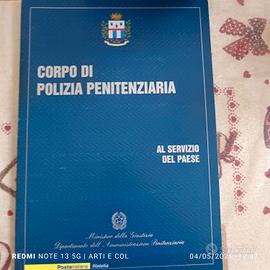 CORPO DI
POLIZIA PENITENZIARIA
AL SERVIZIO
DEL PAESE
Ministero della Giustizia
Dipartimento dell'Amministrazione Penitenziaria
Posteitaliane filatelia
REDMI NOTE 13 5G | ARTI E COL
04/05/